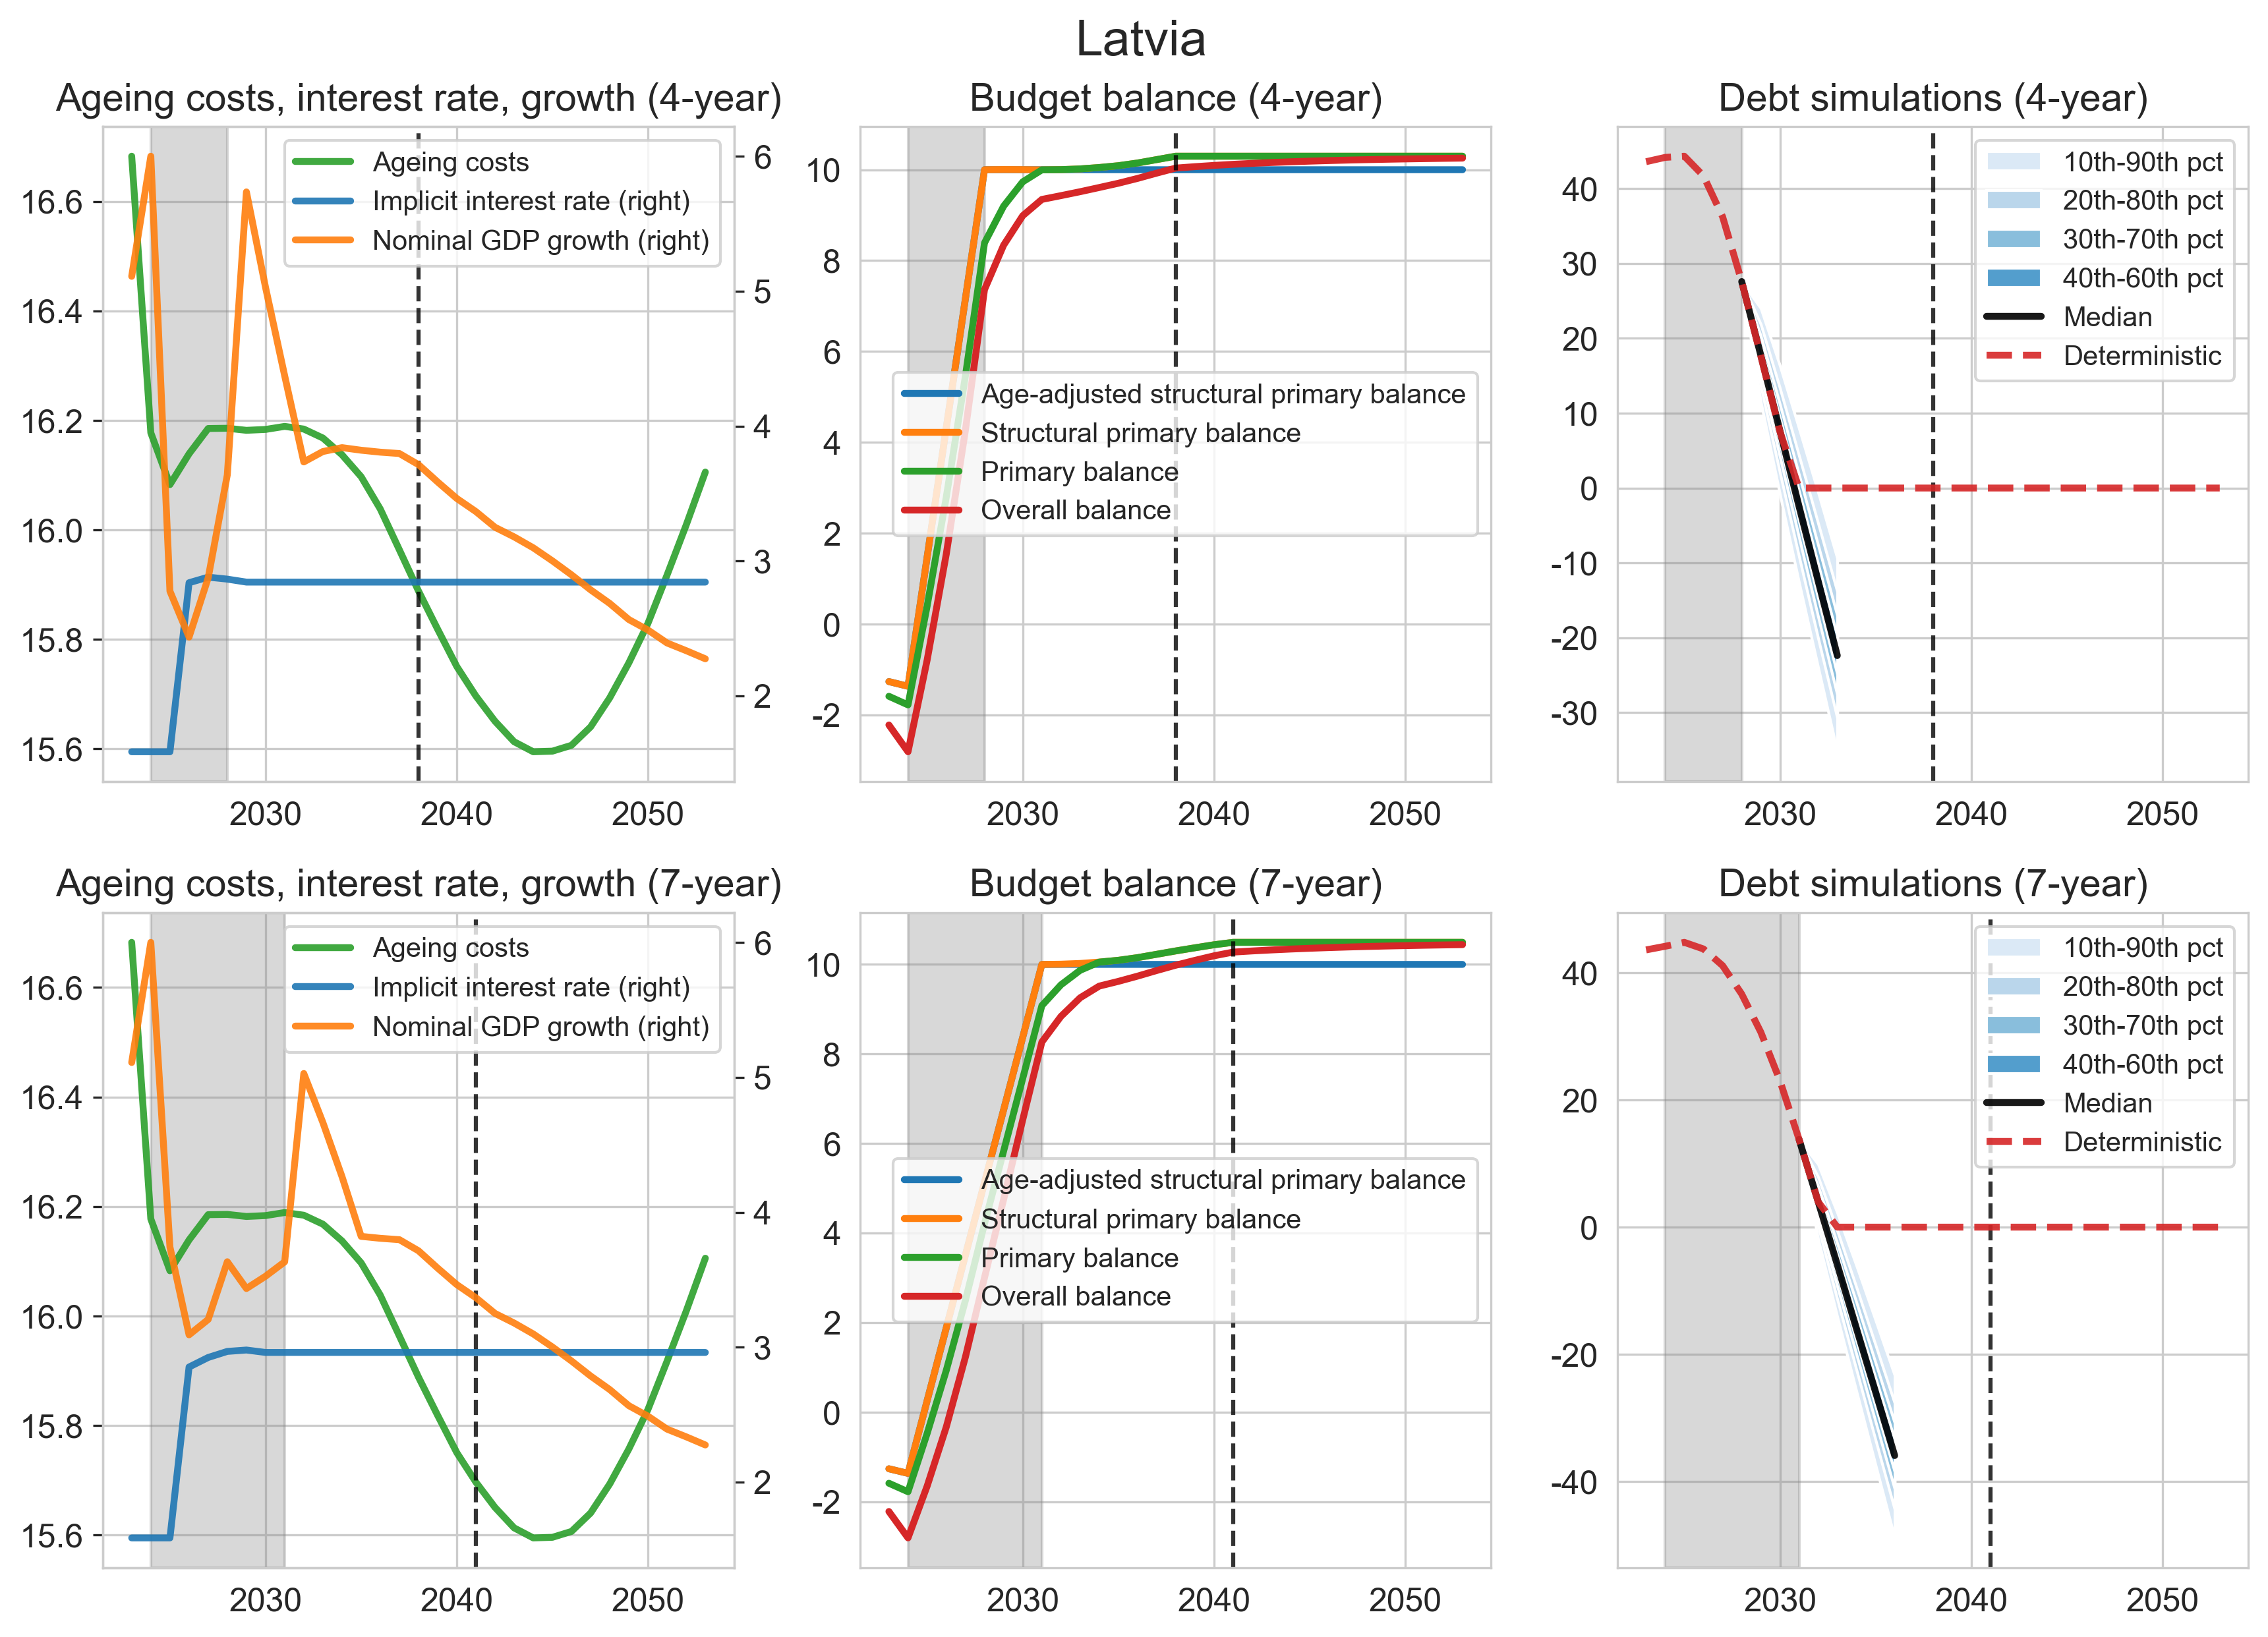 Latvia
Ageing costs, interest rate, growth (4-year)
16.6
16.4
16.2
16.0
15.8
15.6
6
5
4
3
2
2030
2040
2050
Ageing costs
Implicit interest rate (right)
Nominal GDP growth (right)
Budget balance (4-year)
10
8
6
4
2
0
-2
2030
2040
2050
Age-adjusted structural primary balance
Structural primary balance
Primary balance
Overall balance
Debt simulations (4-year)
40
30
20
10
0
-10
-20
-30
2030
2040
2050
10th-90th pct
20th-80th pct
30th-70th pct
40th-60th pct
Median
Deterministic
Ageing costs, interest rate, growth (7-year)
16.6
16.4
16.2
16.0
15.8
15.6
6
5
4
3
2
2030
2040
2050
Ageing costs
Implicit interest rate (right)
Nominal GDP growth (right)
Budget balance (7-year)
10
8
6
4
2
0
-2
2030
2040
2050
Age-adjusted structural primary balance
Structural primary balance
Primary balance
Overall balance
Debt simulations (7-year)
40
20
0
-20
-40
2030
2040
2050
10th-90th pct
20th-80th pct
30th-70th pct
40th-60th pct
Median
Deterministic